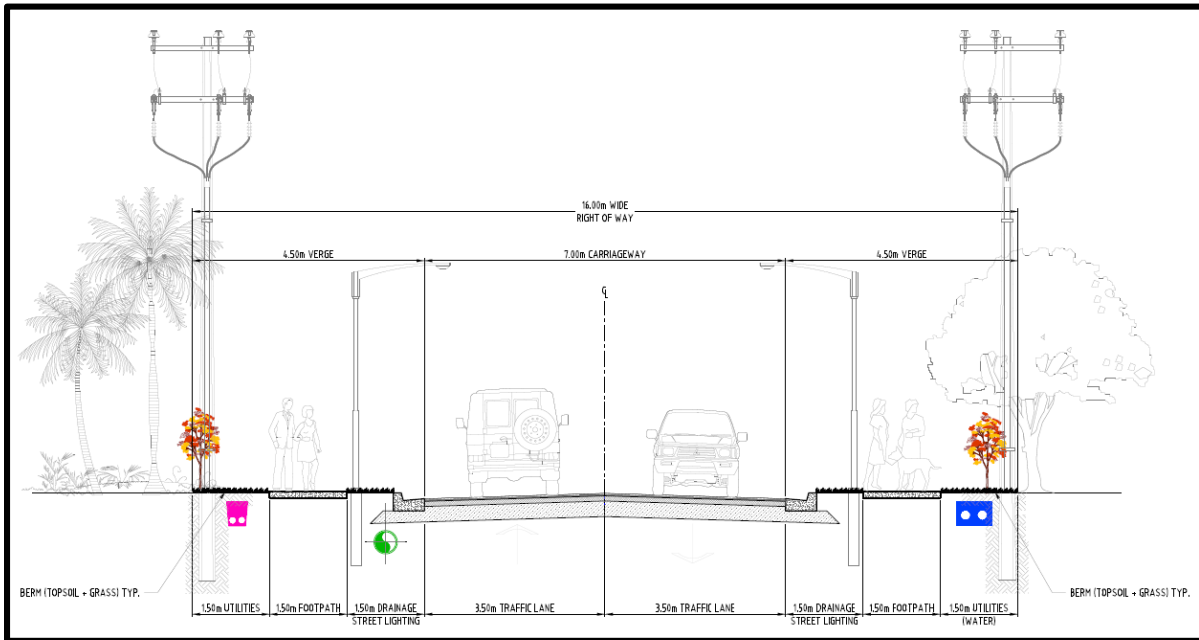 16.00m WIDE
RIGHT OF WAY
4.50m VERGE
7.00m CARRIAGEWAY
4.50m VERGE
CL
BERM (TOPSOIL + GRASS) TYP.
BERM (TOPSOIL + GRASS) TYP.
1.50m UTILITIES
1.50m FOOTPATH
1.50m DRAINAGE
STREET LIGHTING
3.50m TRAFFIC LANE
3.50m TRAFFIC LANE
1.50m DRAINAGE
STREET LIGHTING
1.50m FOOTPATH
1.50m UTILITIES
(WATER)